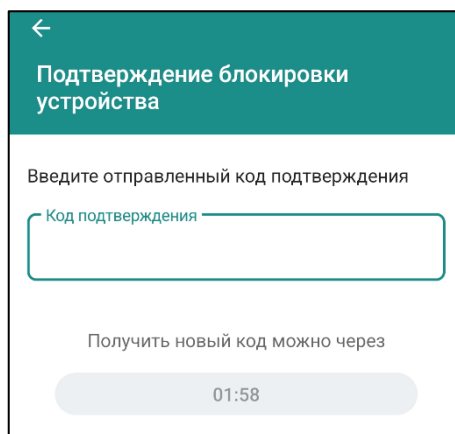 Подтверждение блокировки
устройства
Введите отправленный код подтверждения
Код подтверждения
Получить новый код можно через
01:58